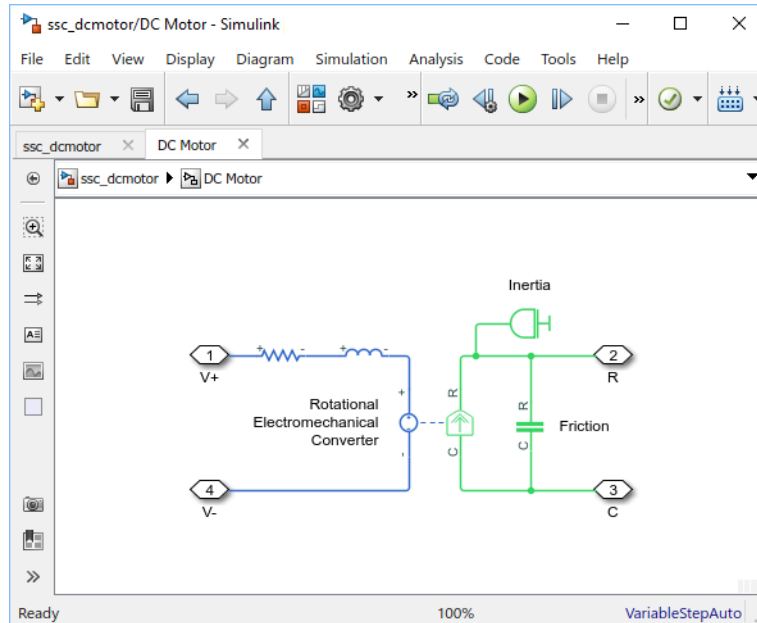 ssc_dcmotor/DC Motor - Simulink
File Edit View Display Diagram Simulation Analysis Code Tools Help
» »
ssc_dcmotor × DC Motor ×
ssc_dcmotor DC Motor
Inertia
+ - + -
1 2
V+ R
+ R R
Rotational
Electromechanical
Converter
Friction
- C C
4 3
V- C
»
Ready 100% VariableStepAuto